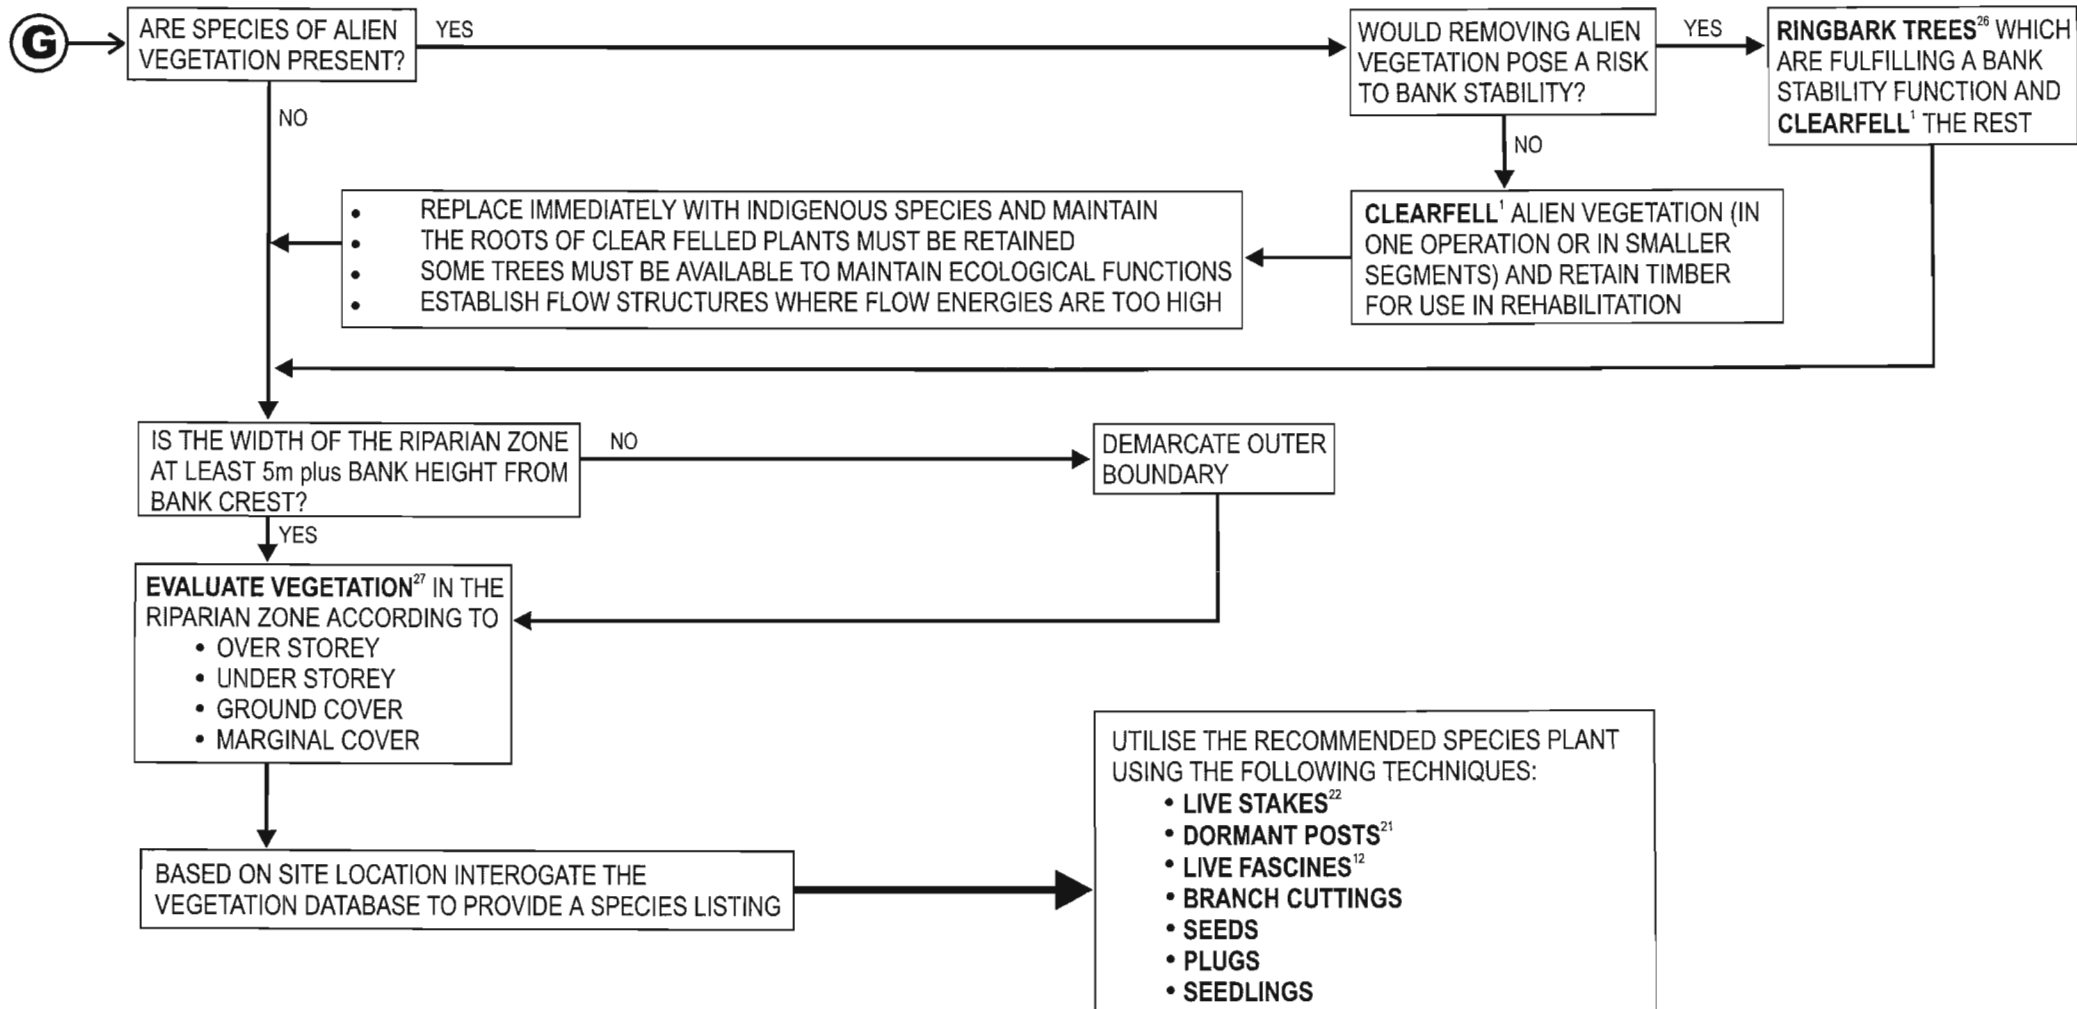 G
ARE SPECIES OF ALIEN
VEGETATION PRESENT?
YES
WOULD REMOVING ALIEN
VEGETATION POSE A RISK
TO BANK STABILITY?
YES
RINGBARK TREES²⁶ WHICH
ARE FULFILLING A BANK
STABILITY FUNCTION AND
CLEARFELL¹ THE REST
NO
NO
• REPLACE IMMEDIATELY WITH INDIGENOUS SPECIES AND MAINTAIN
• THE ROOTS OF CLEAR FELLED PLANTS MUST BE RETAINED
• SOME TREES MUST BE AVAILABLE TO MAINTAIN ECOLOGICAL FUNCTIONS
• ESTABLISH FLOW STRUCTURES WHERE FLOW ENERGIES ARE TOO HIGH
CLEARFELL¹ ALIEN VEGETATION (IN
ONE OPERATION OR IN SMALLER
SEGMENTS) AND RETAIN TIMBER
FOR USE IN REHABILITATION
IS THE WIDTH OF THE RIPARIAN ZONE
AT LEAST 5m plus BANK HEIGHT FROM
BANK CREST?
NO
DEMARCATE OUTER
BOUNDARY
YES
EVALUATE VEGETATION²⁷ IN THE
RIPARIAN ZONE ACCORDING TO
• OVER STOREY
• UNDER STOREY
• GROUND COVER
• MARGINAL COVER
BASED ON SITE LOCATION INTEROGATE THE
VEGETATION DATABASE TO PROVIDE A SPECIES LISTING
UTILISE THE RECOMMENDED SPECIES PLANT
USING THE FOLLOWING TECHNIQUES:
• LIVE STAKES²²
• DORMANT POSTS²¹
• LIVE FASCINES¹²
• BRANCH CUTTINGS
• SEEDS
• PLUGS
• SEEDLINGS